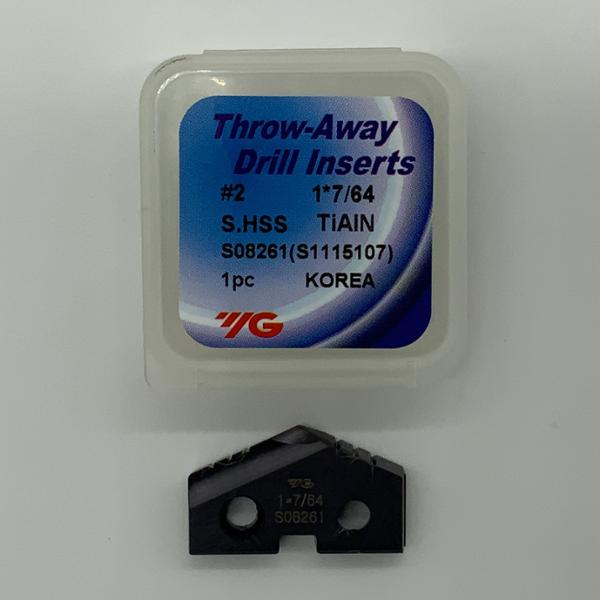 Throw-Away
Drill Inserts
#2 1*7/64
S.HSS TiAlN
S08261(S1115107)
1pc KOREA
YG
YG
1*7/64
S08261